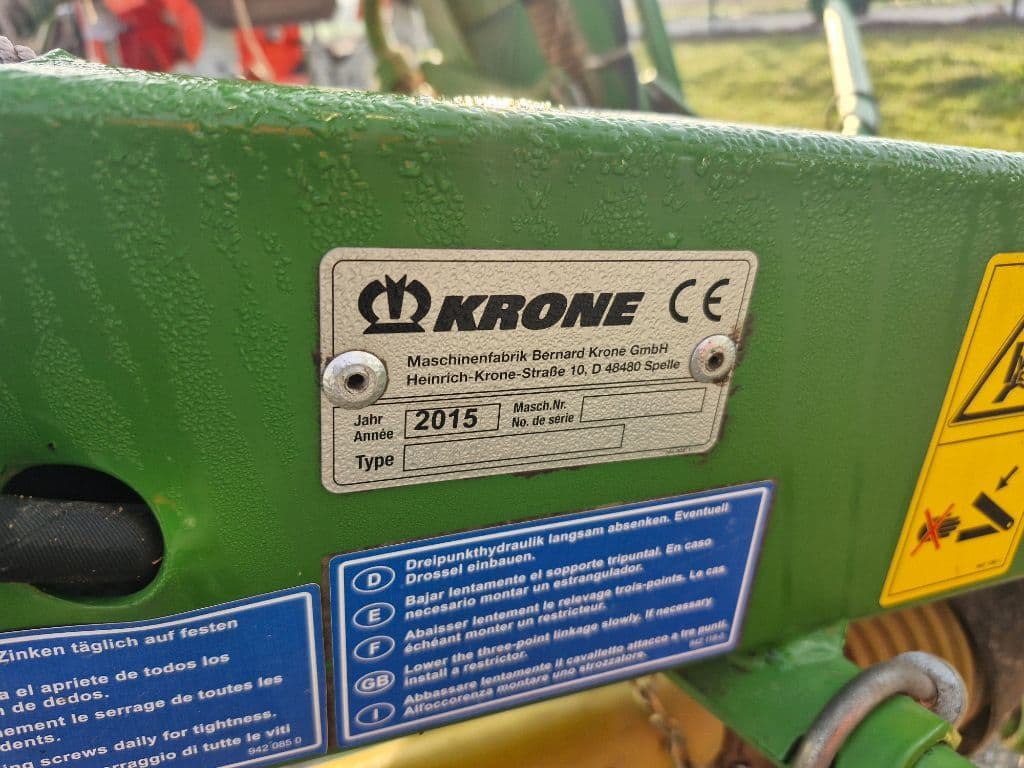 KRONE CE
Maschinenfabrik Bernard Krone GmbH
Heinrich-Krone-Straße 10, D 48480 Spelle
Jahr
Année
2015
Masch.Nr.
No. de série
Type
D
Dreipunkthydraulik langsam absenken. Eventuell
Drossel einbauen.
E
Bajar lentamente el sopporte tripuntal. En caso
necesario montar un estrangulador.
F
Abaisser lentement le relevage trois-points. Le cas
échéant monter un restricteur.
GB
Lower the three-point linkage slowly. If necessary
install a restrictor.
I
Abbassare lentamente il cavalletto attacco a tre punti.
All'occorenza montare uno strozzatore.
Zinken täglich auf festen
a el apriete de todos los
de dedos.
nement le serrage de toutes les
dents.
ng screws daily for tightness.
rraggio di tutte le viti
942 085 0